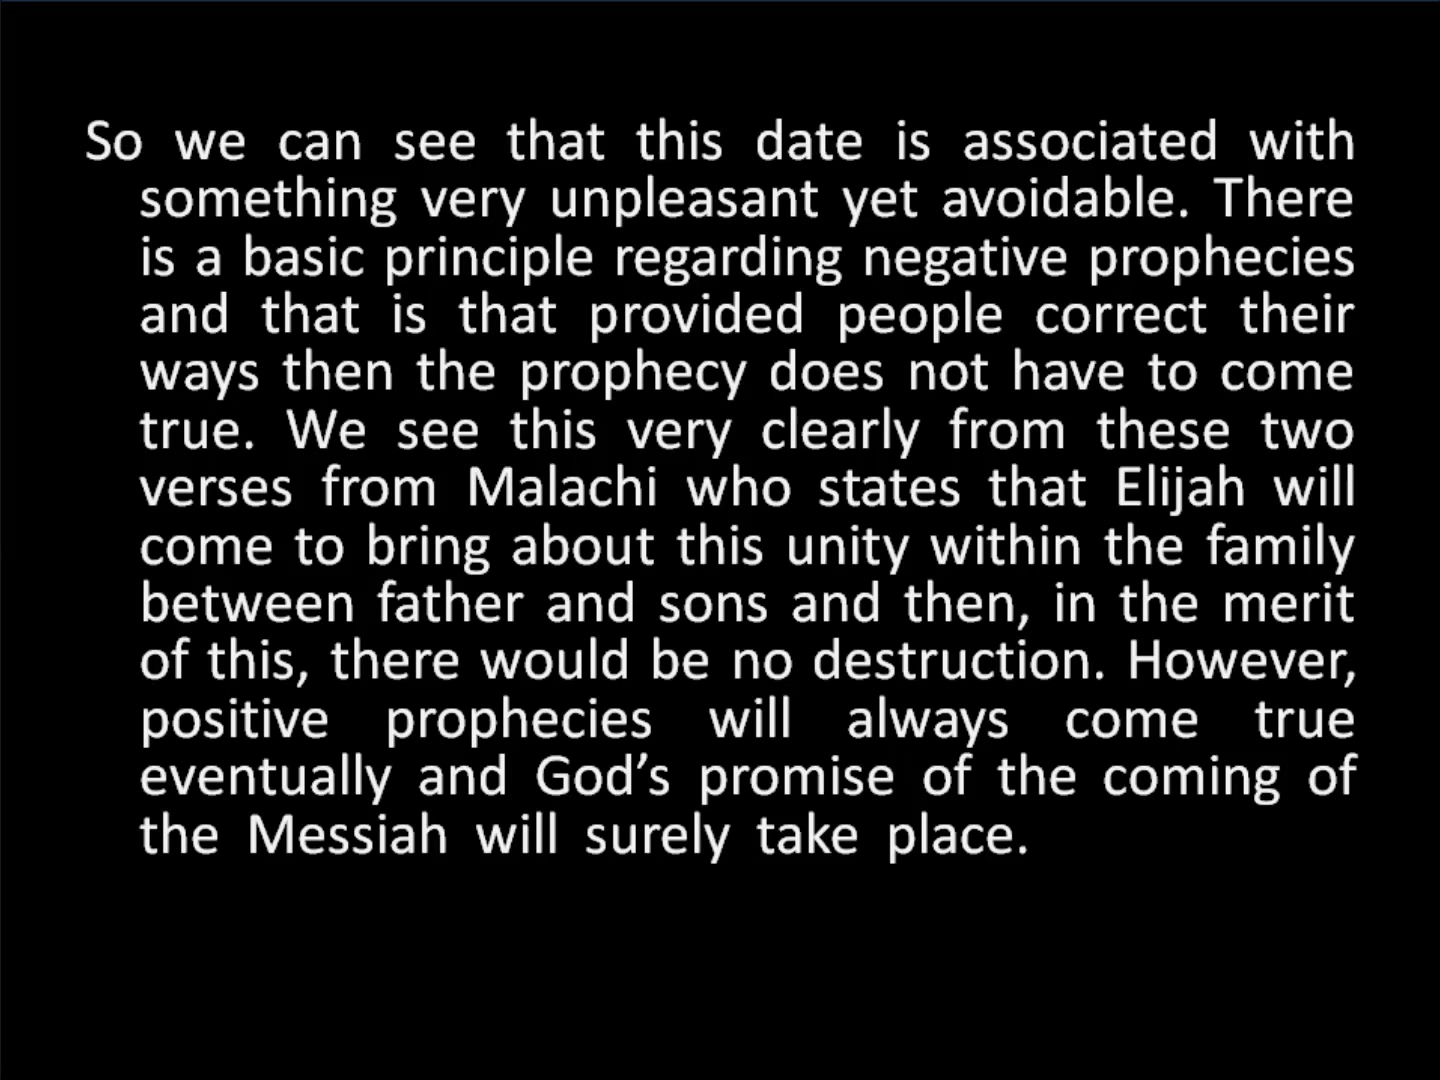 So we can see that this date is associated with
something very unpleasant yet avoidable. There
is a basic principle regarding negative prophecies
and that is that provided people correct their
ways then the prophecy does not have to come
true. We see this very clearly from these two
verses from Malachi who states that Elijah will
come to bring about this unity within the family
between father and sons and then, in the merit
of this, there would be no destruction. However,
positive prophecies will always come true
eventually and God’s promise of the coming of
the Messiah will surely take place.